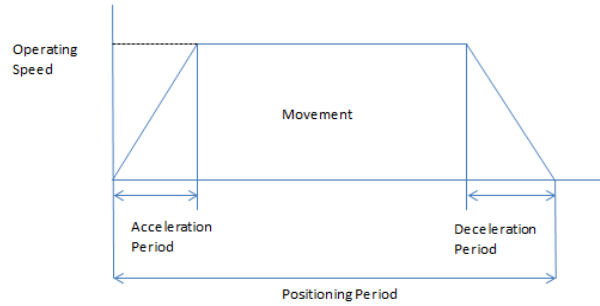 Operating
Speed
Movement
Acceleration
Period
Deceleration
Period
Positioning Period